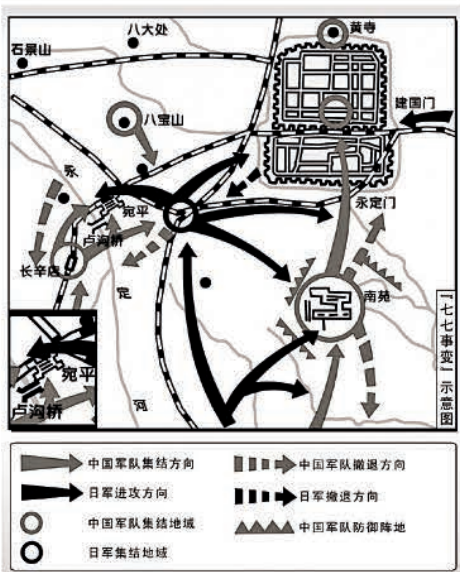 黄寺
八大处
石景山
建国门
八宝山
永定门
永
宛平
卢沟桥
长辛店
定
南苑
河
宛平
卢沟桥
『七七事变』示意图
中国军队集结方向
中国军队撤退方向
日军进攻方向
日军撤退方向
中国军队集结地域
中国军队防御阵地
日军集结地域